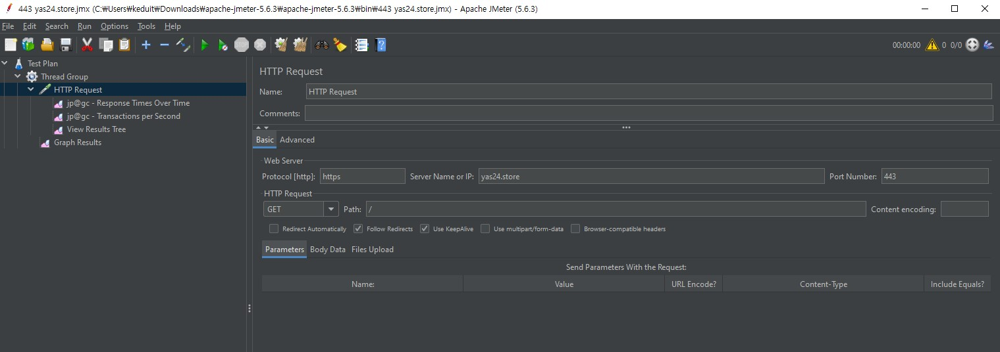 443 yas24.store.jmx (C:₩Users₩keduit₩Downloads₩apache-jmeter-5.6.3₩apache-jmeter-5.6.3₩bin₩443 yas24.store.jmx) - Apache JMeter (5.6.3)
File Edit Search Run Options Tools Help
STOP 00:00:00 0 0/0
Test Plan
Thread Group
HTTP Request
jp@gc - Response Times Over Time
jp@gc - Transactions per Second
View Results Tree
Graph Results
HTTP Request
Name: HTTP Request
Comments:
Basic Advanced
Web Server
Protocol [http]: https Server Name or IP: yas24.store Port Number: 443
HTTP Request
GET Path: / Content encoding:
Redirect Automatically Follow Redirects Use KeepAlive Use multipart/form-data Browser-compatible headers
Parameters Body Data Files Upload
Send Parameters With the Request:
Name: Value URL Encode? Content-Type Include Equals?